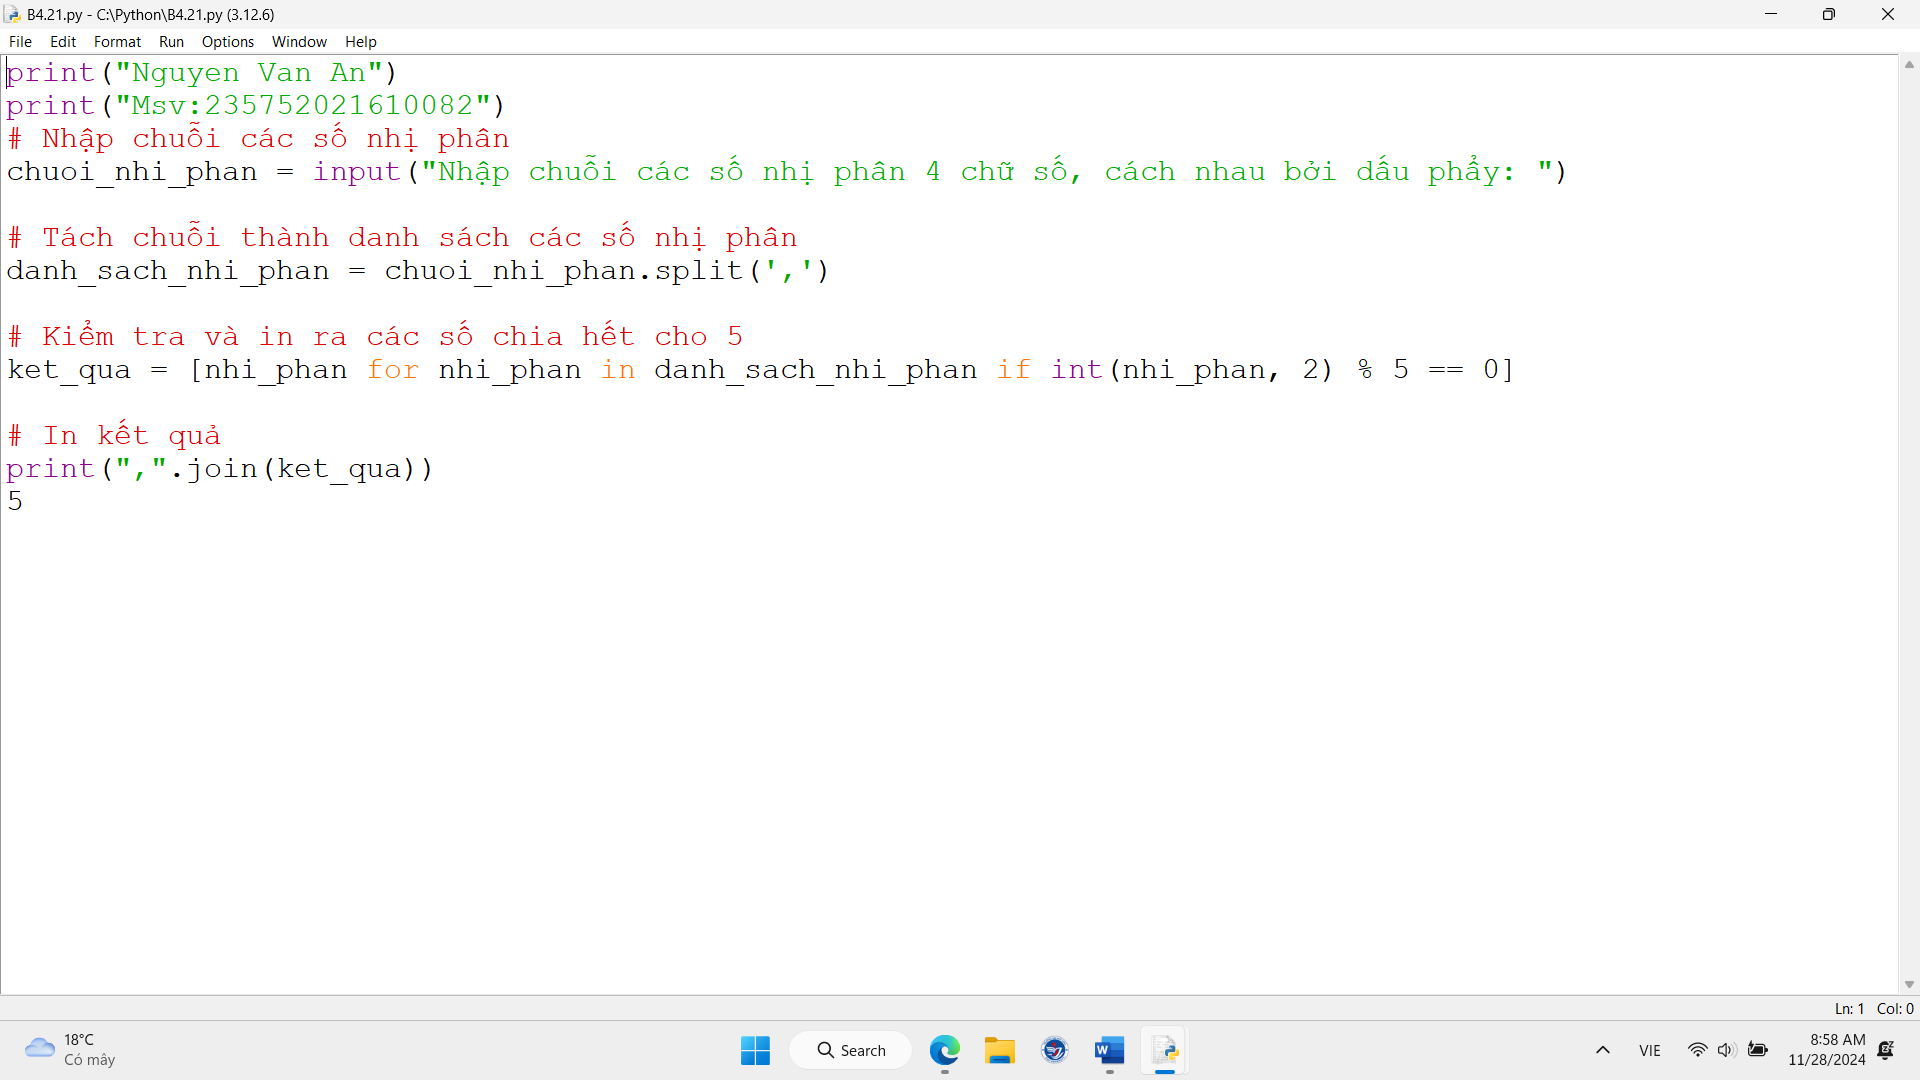 B4.21.py - C:\Python\B4.21.py (3.12.6)
File Edit Format Run Options Window Help
print("Nguyen Van An")
print("Msv:235752021610082")
# Nhập chuỗi các số nhị phân
chuoi_nhi_phan = input("Nhập chuỗi các số nhị phân 4 chữ số, cách nhau bởi dấu phẩy: ")
# Tách chuỗi thành danh sách các số nhị phân
danh_sach_nhi_phan = chuoi_nhi_phan.split(',')
# Kiểm tra và in ra các số chia hết cho 5
ket_qua = [nhi_phan for nhi_phan in danh_sach_nhi_phan if int(nhi_phan, 2) % 5 == 0]
# In kết quả
print(",".join(ket_qua))
5
Ln: 1 Col: 0
18°C
Có mây
Search
VIE
8:58 AM
11/28/2024